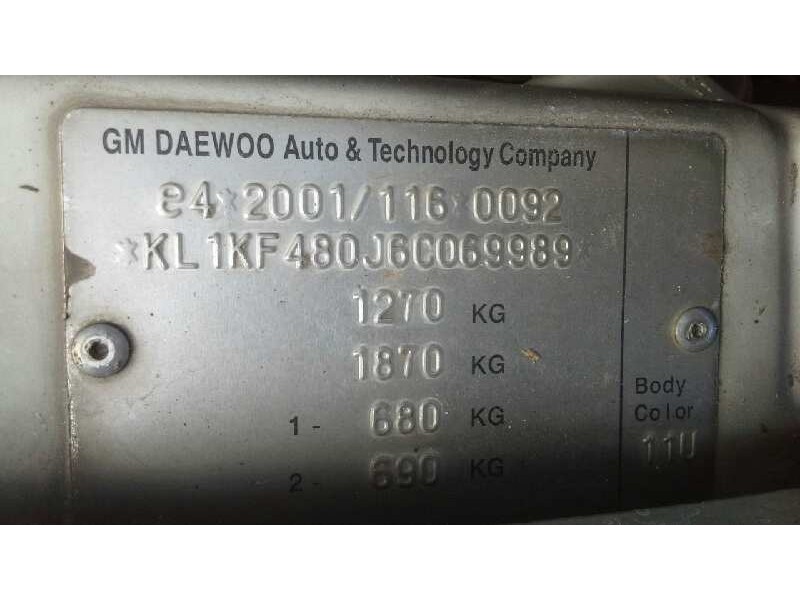 GM DAEWOO Auto & Technology Company
e4*2001/116*0092
*KL1KF480J6C069989*
1270 KG
1870 KG
1- 680 KG
2- 690 KG
Body
Color
11U